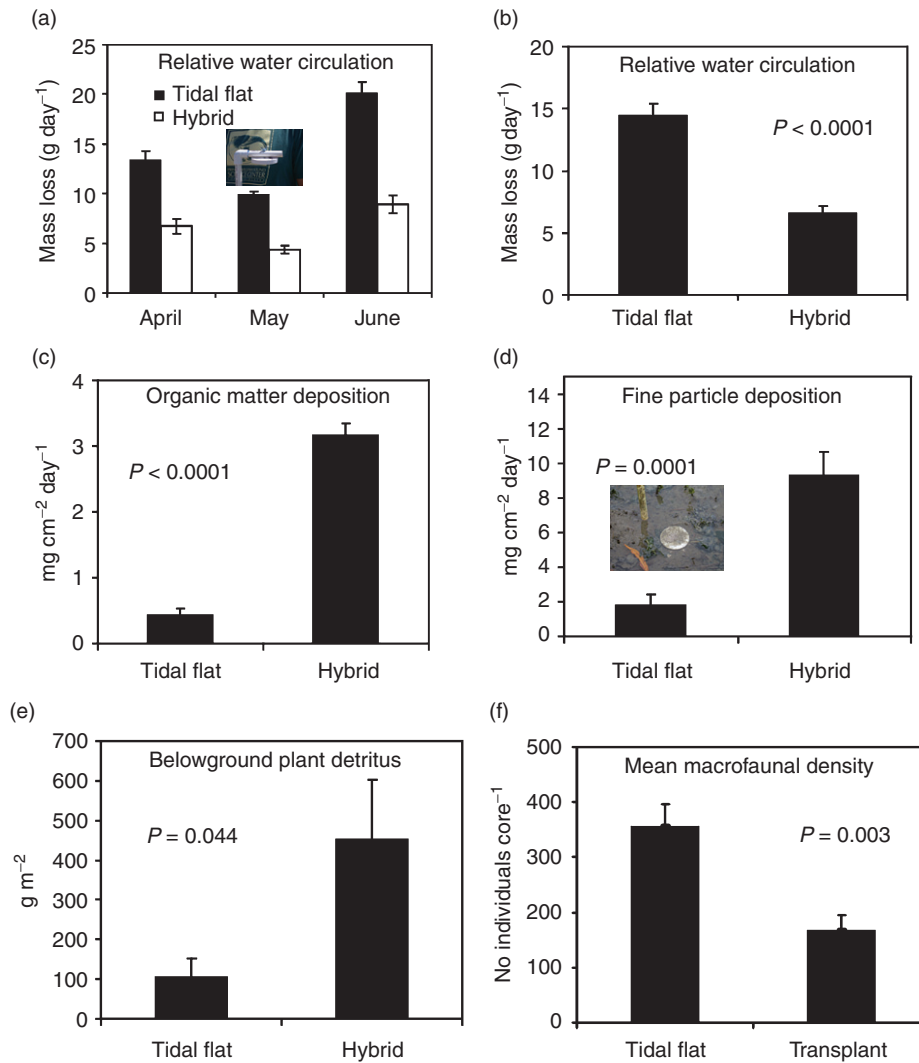 (a)
Relative water circulation
Tidal flat
Hybrid
Mass loss (g day⁻¹)
25
20
15
10
5
0
April May June
(b)
Relative water circulation
P < 0.0001
Mass loss (g day⁻¹)
20
15
10
5
0
Tidal flat Hybrid
(c)
Organic matter deposition
P < 0.0001
mg cm⁻² day⁻¹
4
3
2
1
0
Tidal flat Hybrid
(d)
Fine particle deposition
P = 0.0001
mg cm⁻² day⁻¹
14
12
10
8
6
4
2
0
Tidal flat Hybrid
(e)
Belowground plant detritus
P = 0.044
g m⁻²
700
600
500
400
300
200
100
0
Tidal flat Hybrid
(f)
Mean macrofaunal density
P = 0.003
No individuals core⁻¹
500
400
300
200
100
0
Tidal flat Transplant